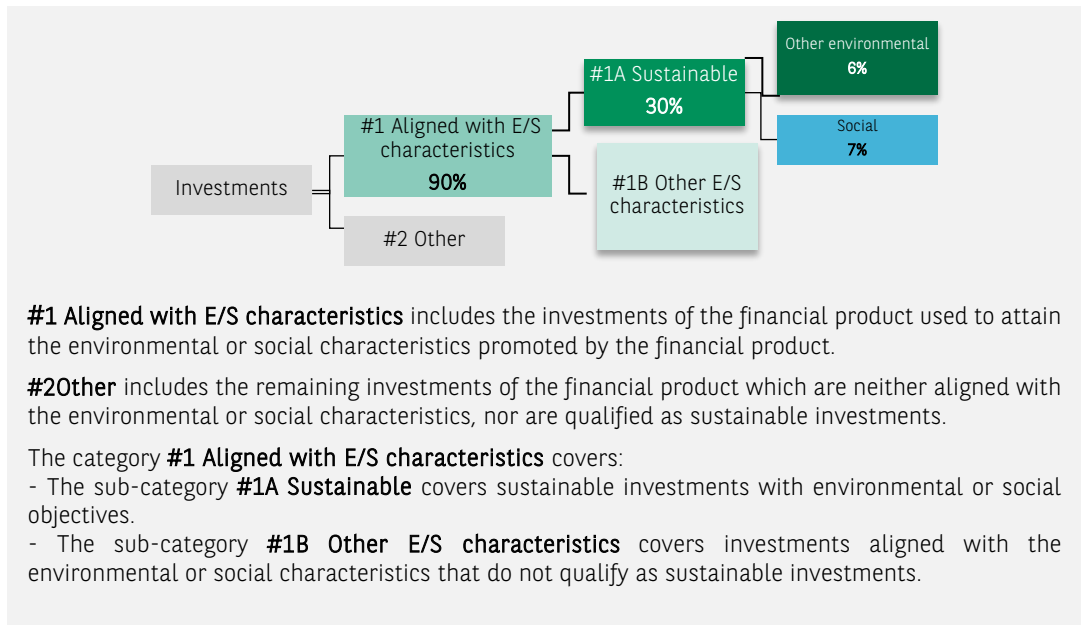 Other environmental
6%
#1A Sustainable
30%
Social
7%
#1 Aligned with E/S
characteristics
90%
#1B Other E/S
characteristics
Investments
#2 Other
#1 Aligned with E/S characteristics includes the investments of the financial product used to attain
the environmental or social characteristics promoted by the financial product.
#2Other includes the remaining investments of the financial product which are neither aligned with
the environmental or social characteristics, nor are qualified as sustainable investments.
The category #1 Aligned with E/S characteristics covers:
- The sub-category #1A Sustainable covers sustainable investments with environmental or social
objectives.
- The sub-category #1B Other E/S characteristics covers investments aligned with the
environmental or social characteristics that do not qualify as sustainable investments.